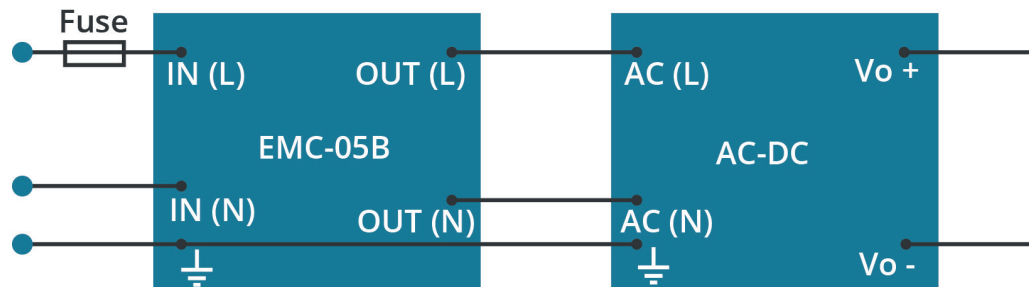 Fuse
IN (L)
OUT (L)
AC (L)
Vo +
EMC-05B
AC-DC
IN (N)
OUT (N)
AC (N)
Vo -